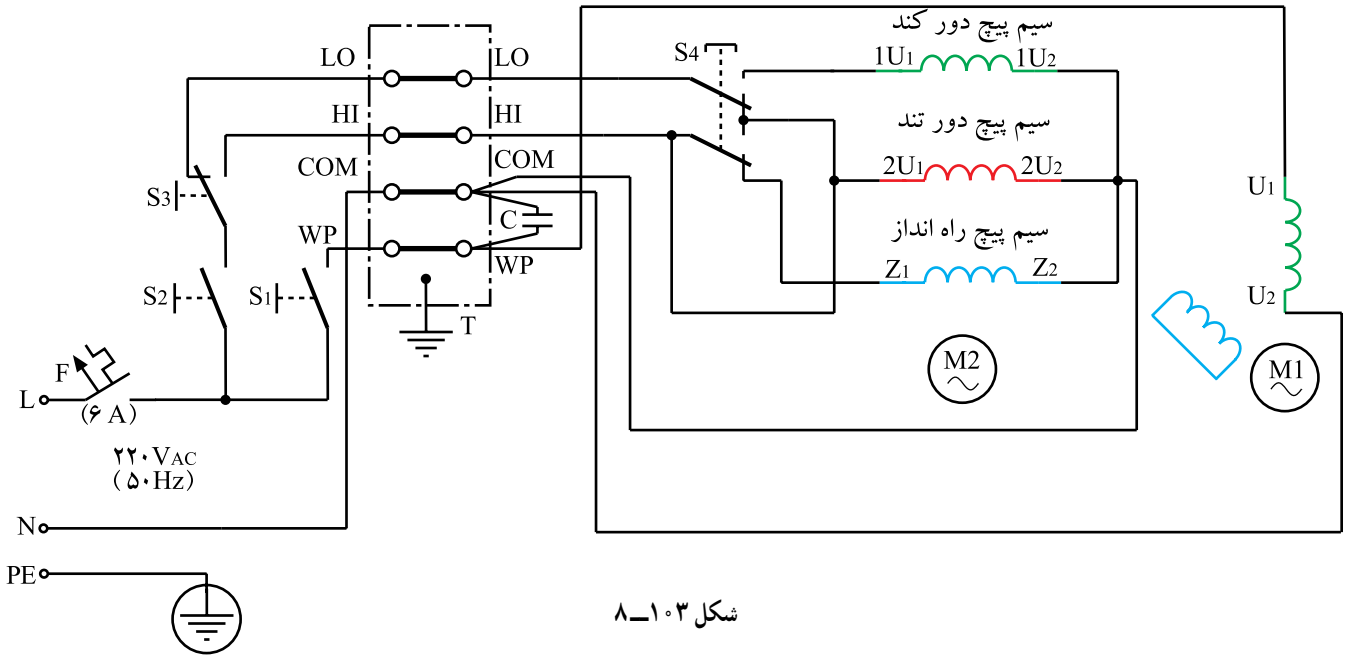 سیم پیچ دور کند
LO
LO
S4
1U1
1U2
HI
HI
سیم پیچ دور تند
COM
COM
2U1
2U2
S3
C
U1
WP
WP
سیم پیچ راه انداز
Z1
Z2
S2
S1
U2
T
F
M2
M1
L
(۶ A)
۲۲۰VAC
(۵۰Hz)
N
PE
شکل ۱۰۳ــ۸